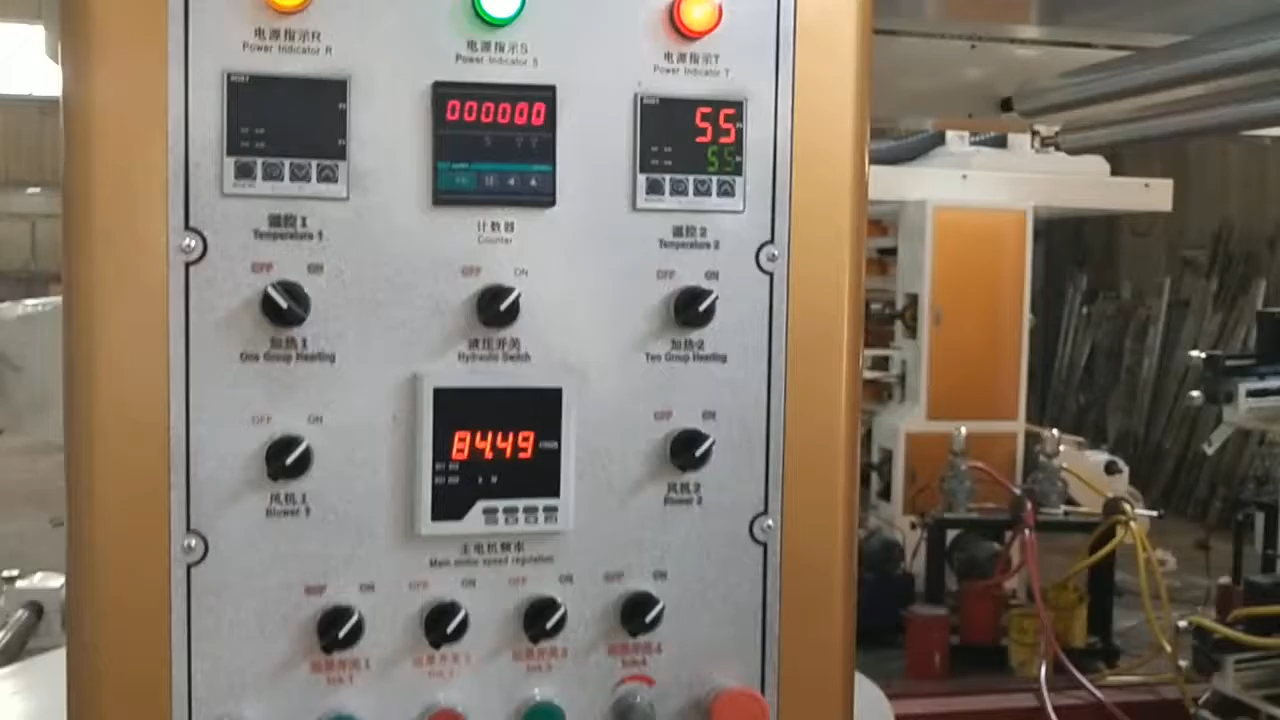 电源指示R
Power Indicator R
电源指示S
Power Indicator S
电源指示T
Power Indicator T
000000
55
55
温控1
Temperature 1
计数器
Counter
温控2
Temperature 2
OFF ON
OFF ON
OFF ON
加热1
One Group Heating
液压开关
Hydraulic Switch
加热2
Two Group Heating
OFF ON
84.49
OFF ON
风机1
Blower 1
风机2
Blower 2
主电机频率
Main motor speed regulation
OFF ON
OFF ON
OFF ON
OFF ON